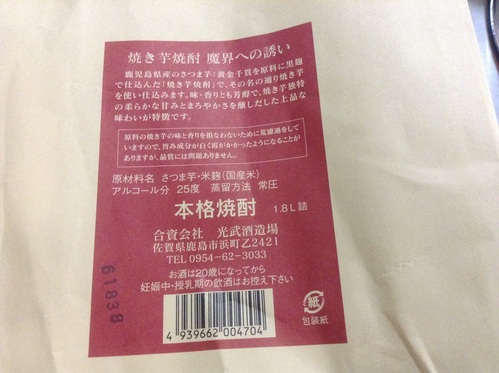 焼き芋焼酎 魔界への誘い
鹿児島県産のさつま芋:黄金千貫を原料に黒麹
で仕込んだ「焼き芋焼酎」で、その名の通り焼き芋
を使い仕込みます。味・香りとも芳醇で、焼き芋独特
の柔らかな甘みとまろやかさを醸しだした上品な
味わいが特徴です。
原料の焼き芋の味と香りを損なわないために荒濾過をして
いますので、旨み成分が白く霞がかかったようになることが
ありますが、品質には問題ありません。
原材料名 さつま芋・米麹(国産米)
アルコール分 25度 蒸留方法 常圧
本格焼酎 1.8L詰
合資会社 光武酒造場
佐賀県鹿島市浜町乙2421
TEL 0954-62-3033
お酒は20歳になってから
妊娠中・授乳期の飲酒はお控え下さい
4 939662 004704
紙
包装紙
61838